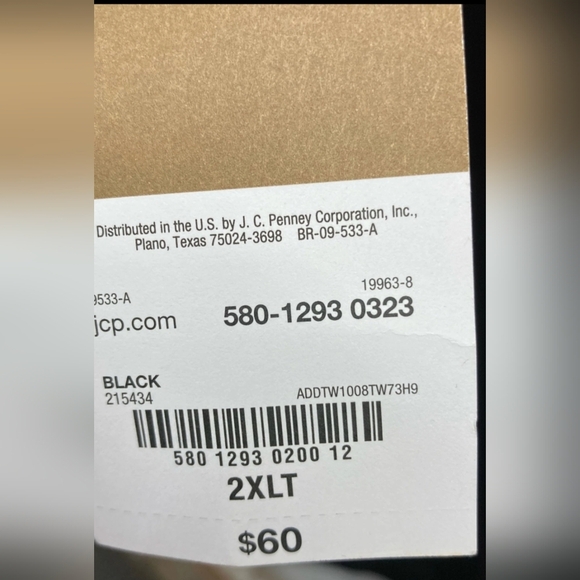 Distributed in the U.S. by J. C. Penney Corporation, Inc.,
Plano, Texas 75024-3698 BR-09-533-A
9533-A
19963-8
jcp.com
580-1293 0323
BLACK
215434
ADDTW1008TW73H9
580 1293 0200 12
2XLT
$60